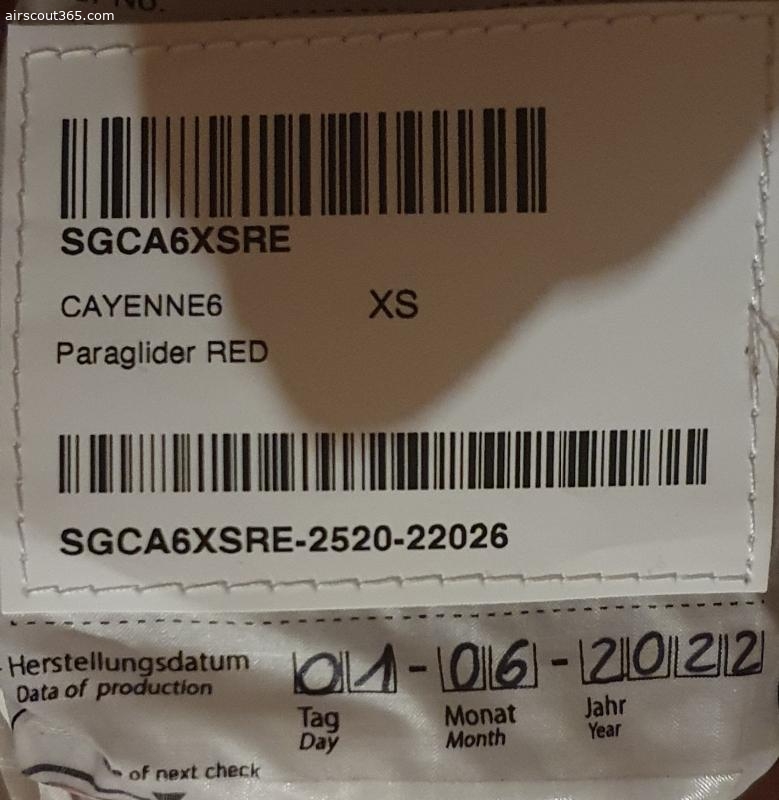 airscout365.com
No.
SGCA6XSRE
CAYENNE6 XS
Paraglider RED
SGCA6XSRE-2520-22026
Herstellungsdatum 01-06-2022
Data of production
Tag Monat Jahr
Day Month Year
of next check